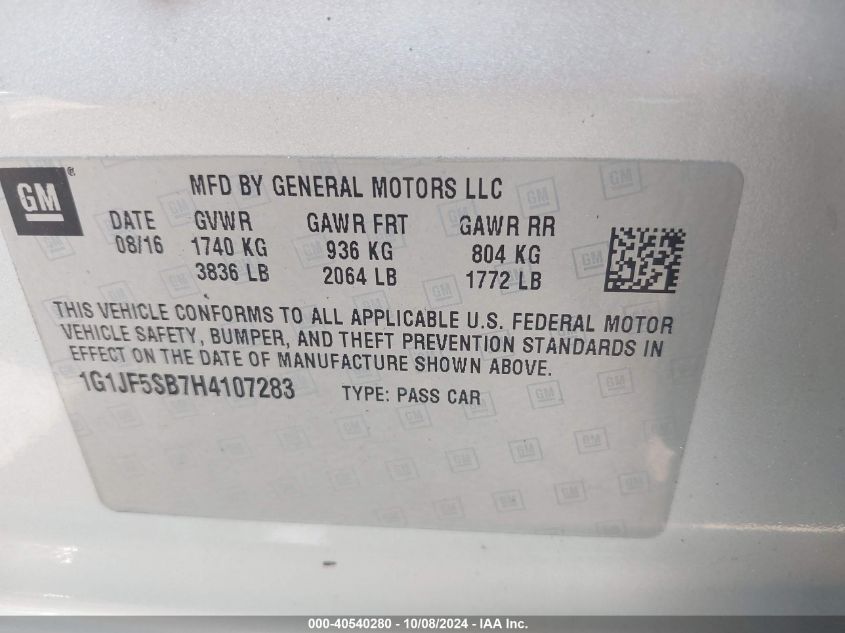 GM® MFD BY GENERAL MOTORS LLC
DATE GVWR GAWR FRT GAWR RR
08/16 1740 KG 936 KG 804 KG
3836 LB 2064 LB 1772 LB
THIS VEHICLE CONFORMS TO ALL APPLICABLE U.S. FEDERAL MOTOR
VEHICLE SAFETY, BUMPER, AND THEFT PREVENTION STANDARDS IN
EFFECT ON THE DATE OF MANUFACTURE SHOWN ABOVE.
1G1JF5SB7H4107283 TYPE: PASS CAR
000-40540280 - 10/08/2024 - IAA Inc.